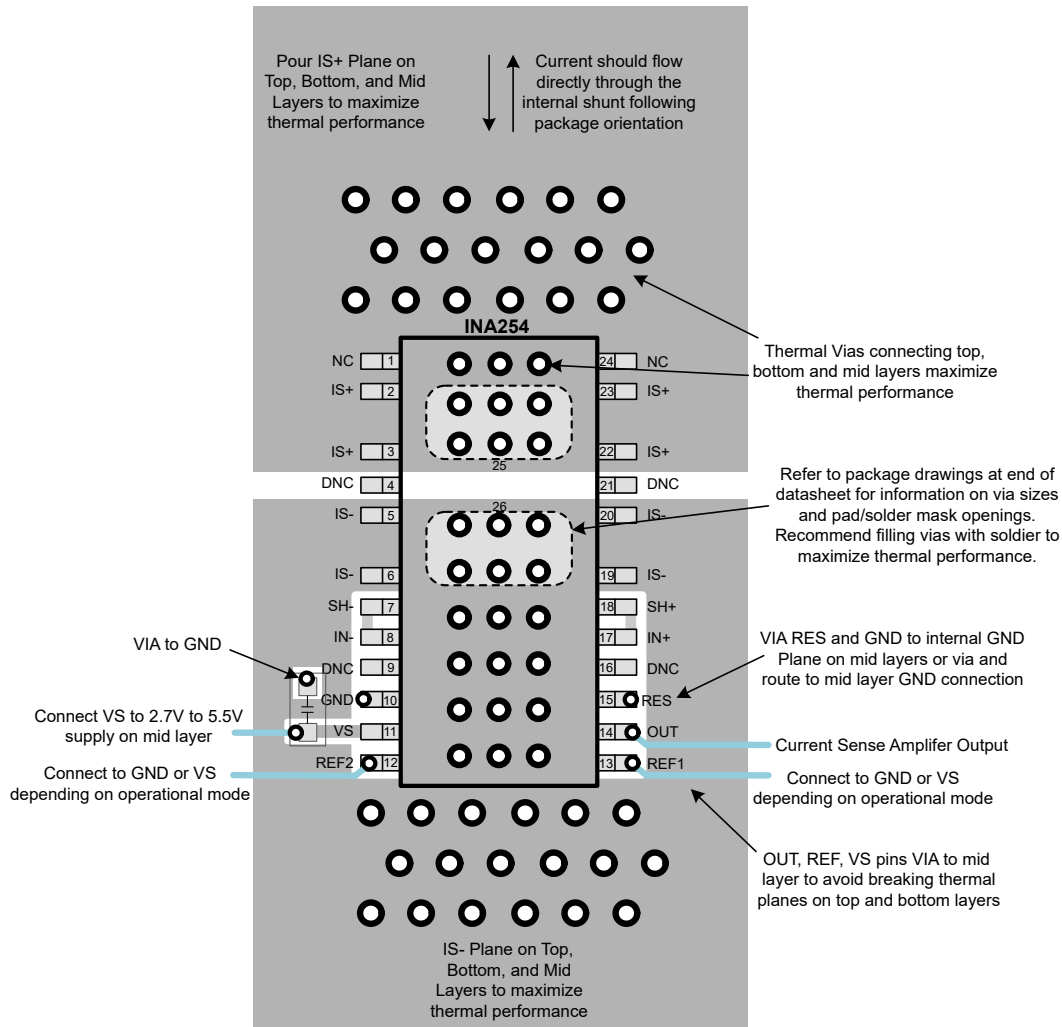 Pour IS+ Plane on
Top, Bottom, and Mid
Layers to maximize
thermal performance
Current should flow
directly through the
internal shunt following
package orientation
INA254
NC 1
24 NC
IS+ 2
23 IS+
IS+ 3
22 IS+
25
DNC 4
21 DNC
26
IS- 5
20 IS-
IS- 6
19 IS-
SH- 7
18 SH+
IN- 8
17 IN+
DNC 9
16 DNC
GND 10
15 RES
VS 11
14 OUT
REF2 12
13 REF1
Thermal Vias connecting top,
bottom and mid layers maximize
thermal performance
Refer to package drawings at end of
datasheet for information on via sizes
and pad/solder mask openings.
Recommend filling vias with soldier to
maximize thermal performance.
VIA to GND
VIA RES and GND to internal GND
Plane on mid layers or via and
route to mid layer GND connection
Connect VS to 2.7V to 5.5V
supply on mid layer
Current Sense Amplifer Output
Connect to GND or VS
depending on operational mode
Connect to GND or VS
depending on operational mode
OUT, REF, VS pins VIA to mid
layer to avoid breaking thermal
planes on top and bottom layers
IS- Plane on Top,
Bottom, and Mid
Layers to maximize
thermal performance